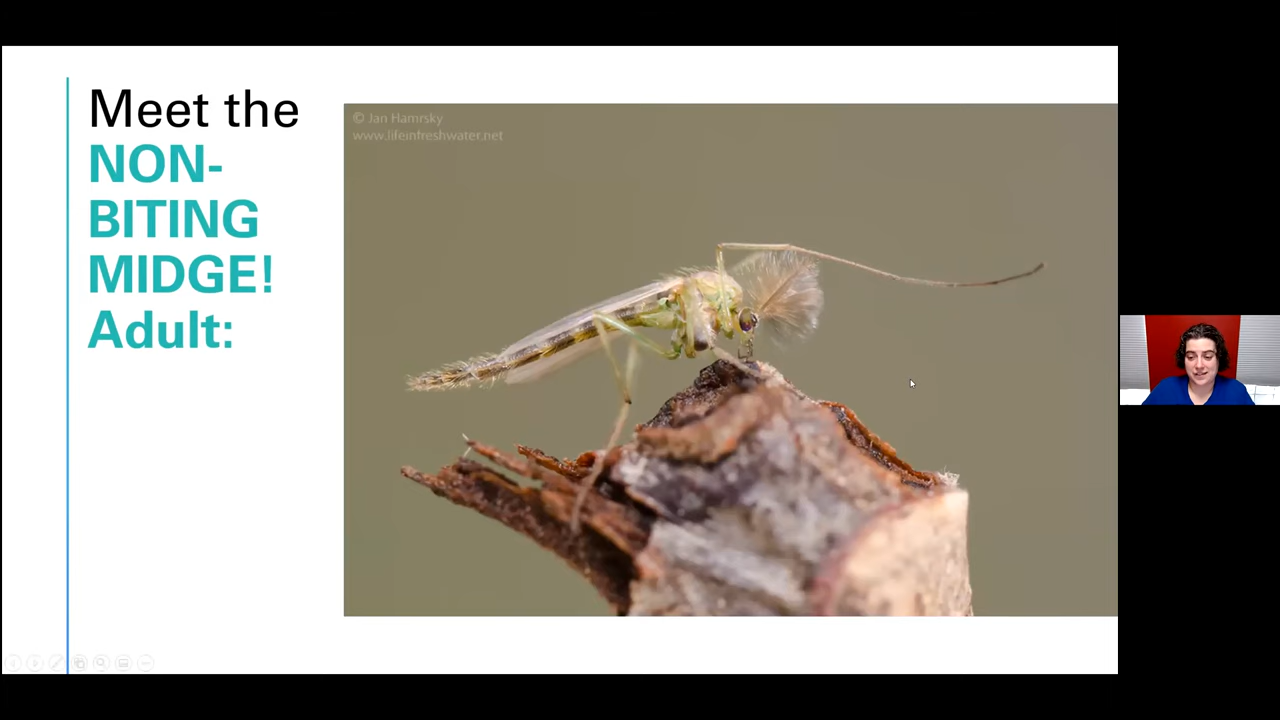 Meet the
NON-
BITING
MIDGE!
Adult:
© Jan Hamrsky
www.lifeinfreshwater.net